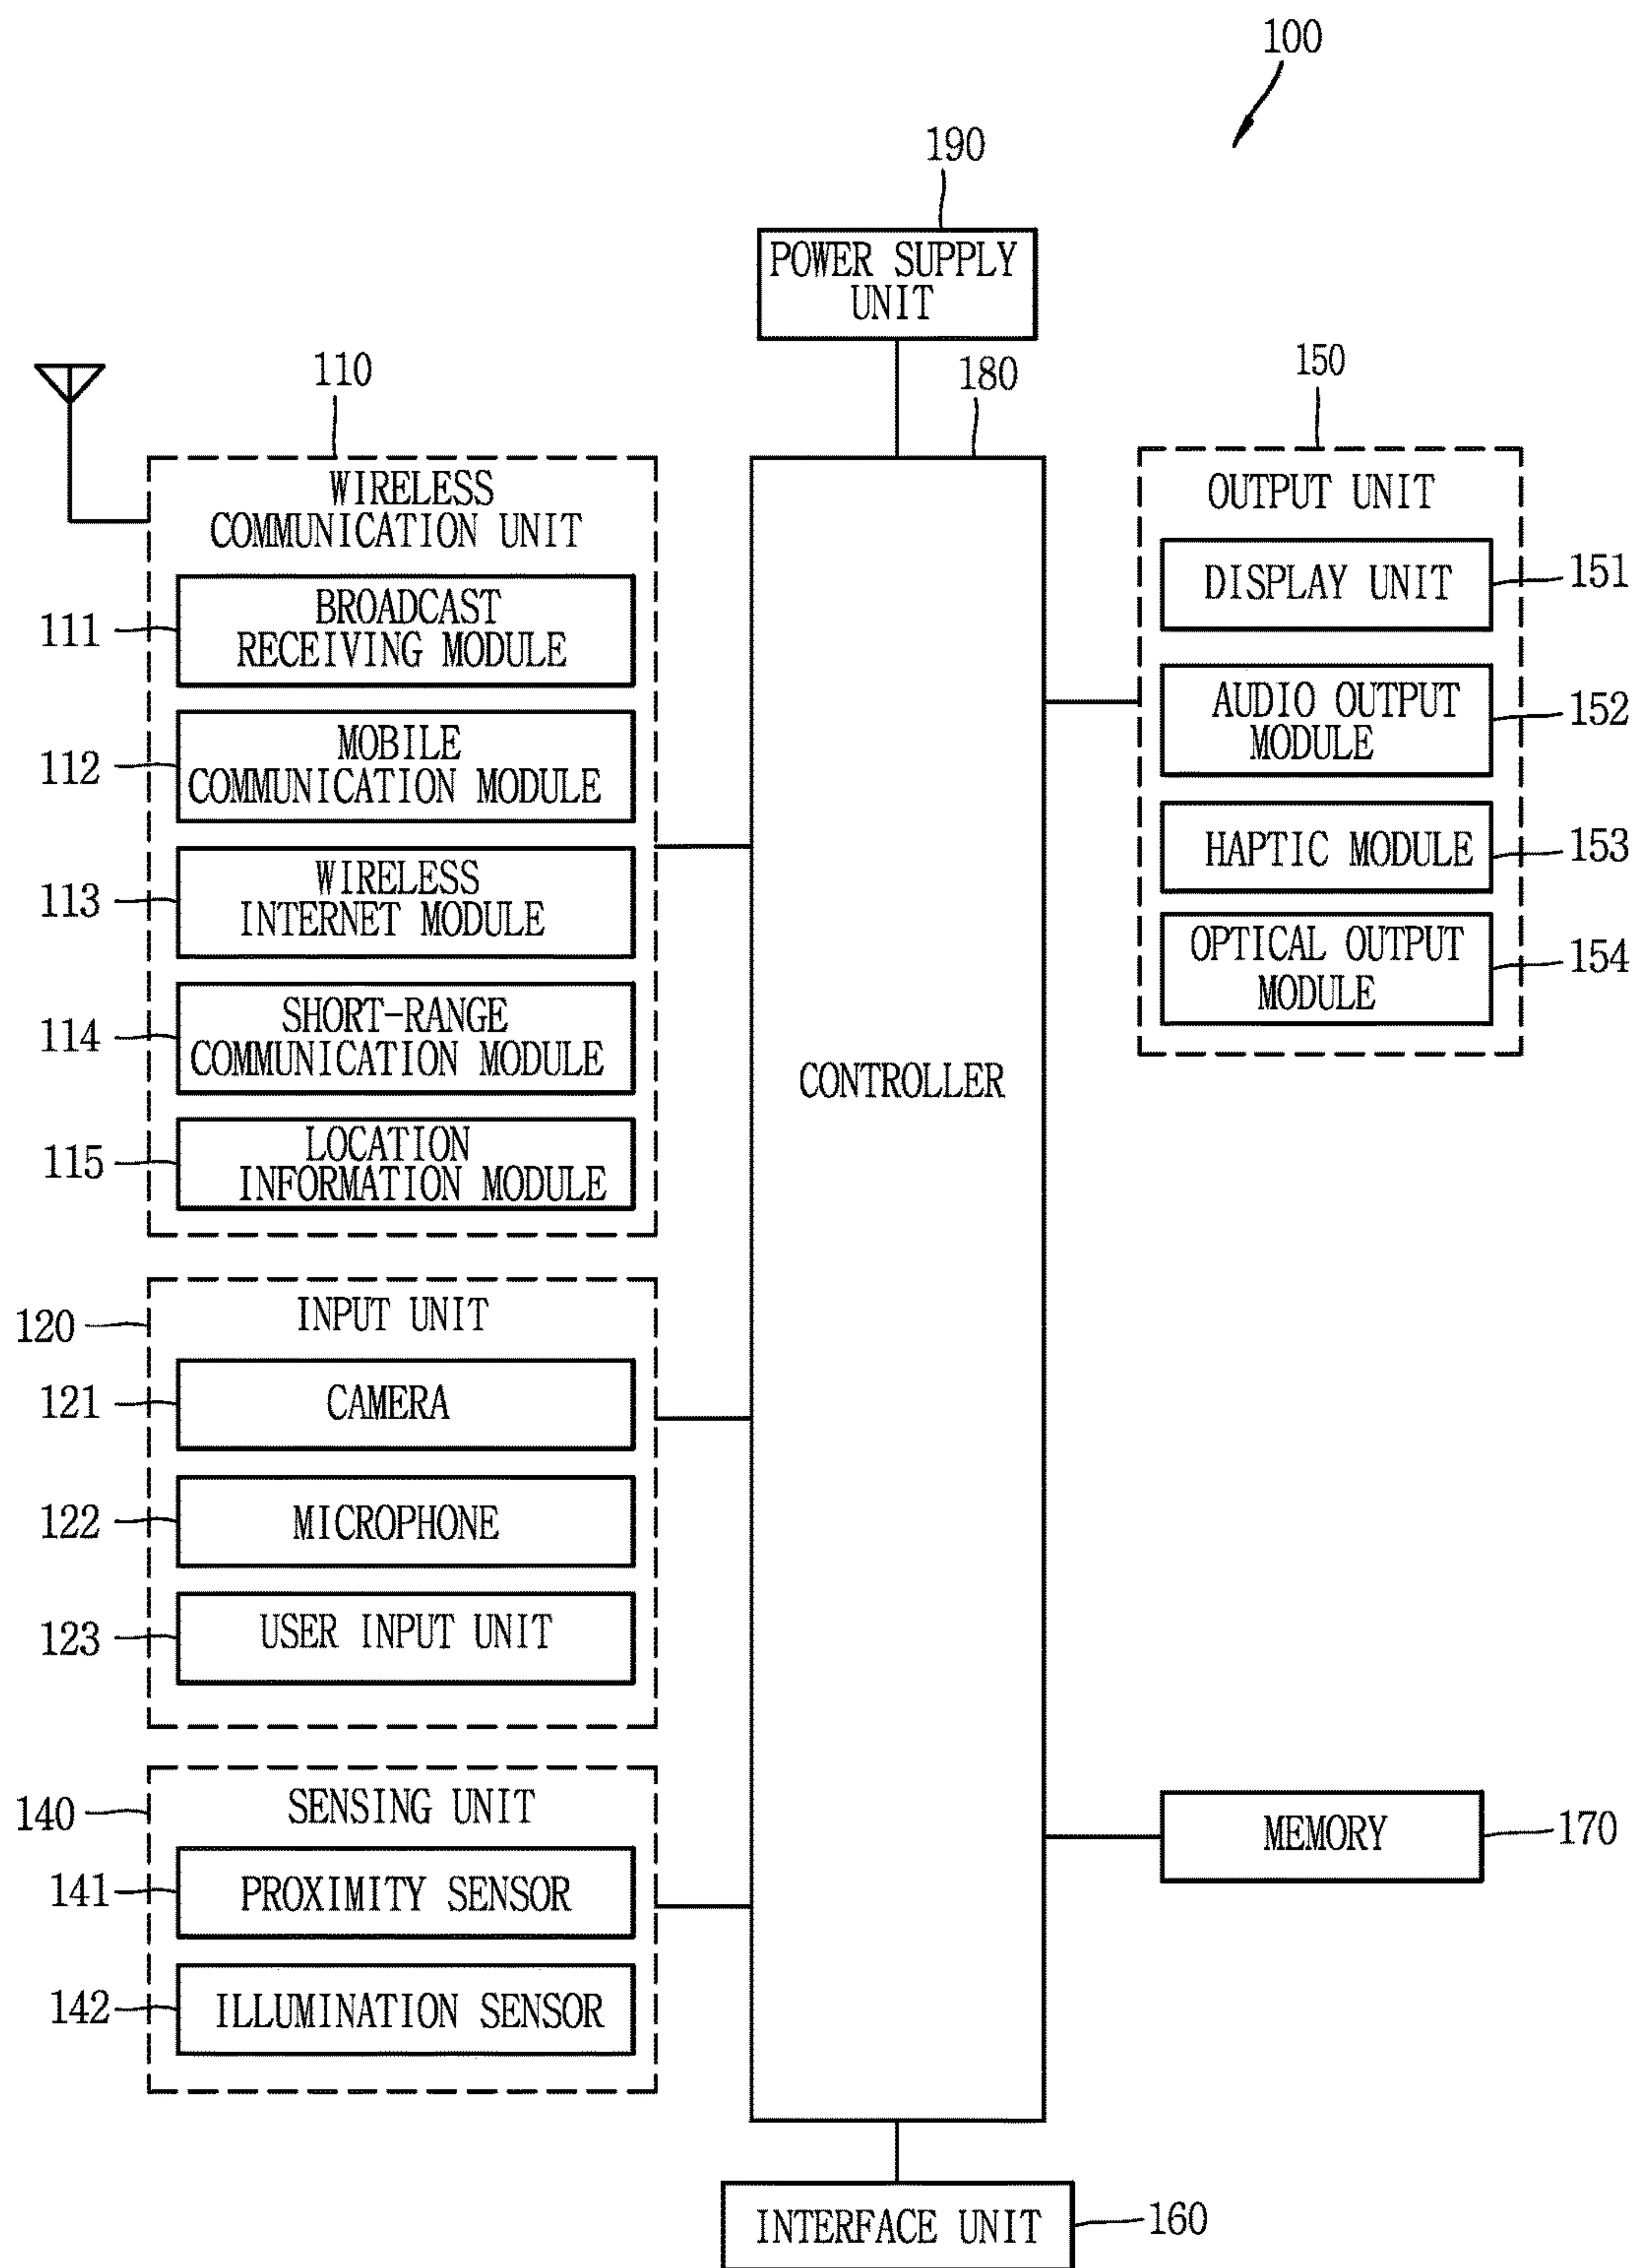 100
190
POWER SUPPLY
UNIT
110
180
150
WIRELESS
COMMUNICATION UNIT
111
BROADCAST
RECEIVING MODULE
112
MOBILE
COMMUNICATION MODULE
113
WIRELESS
INTERNET MODULE
114
SHORT-RANGE
COMMUNICATION MODULE
115
LOCATION
INFORMATION MODULE
120
INPUT UNIT
121
CAMERA
122
MICROPHONE
123
USER INPUT UNIT
140
SENSING UNIT
141
PROXIMITY SENSOR
142
ILLUMINATION SENSOR
CONTROLLER
OUTPUT UNIT
DISPLAY UNIT
151
AUDIO OUTPUT
MODULE
152
HAPTIC MODULE
153
OPTICAL OUTPUT
MODULE
154
MEMORY
170
INTERFACE UNIT
160